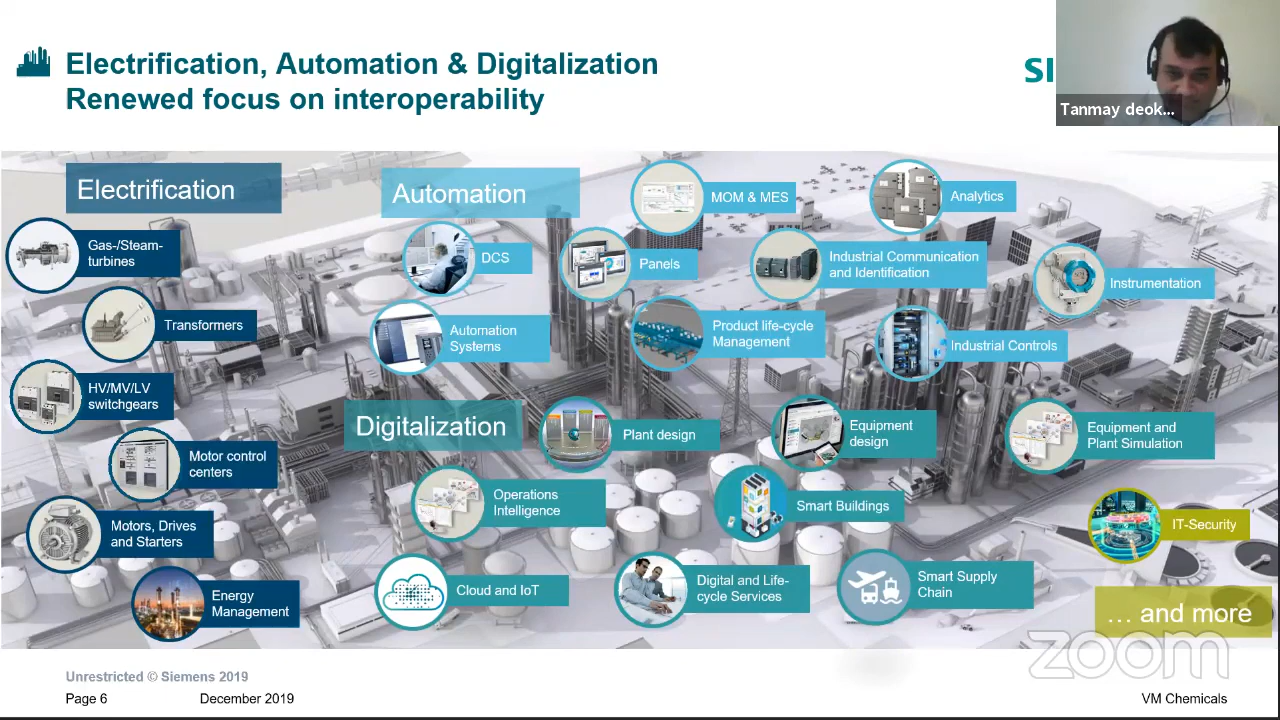 Electrification, Automation & Digitalization
Renewed focus on interoperability
SI
Tanmay deok...
Electrification
Gas-/Steam-
turbines
Transformers
HV/MV/LV
switchgears
Motor control
centers
Motors, Drives
and Starters
Energy
Management
Automation
DCS
Automation
Systems
Panels
MOM & MES
Product life-cycle
Management
Industrial Communication
and Identification
Analytics
Industrial Controls
Instrumentation
Digitalization
Plant design
Equipment
design
Equipment and
Plant Simulation
Operations
Intelligence
Smart Buildings
Cloud and IoT
Digital and Life-
cycle Services
Smart Supply
Chain
IT-Security
… and more
zoom
Unrestricted © Siemens 2019
Page 6
December 2019
VM Chemicals